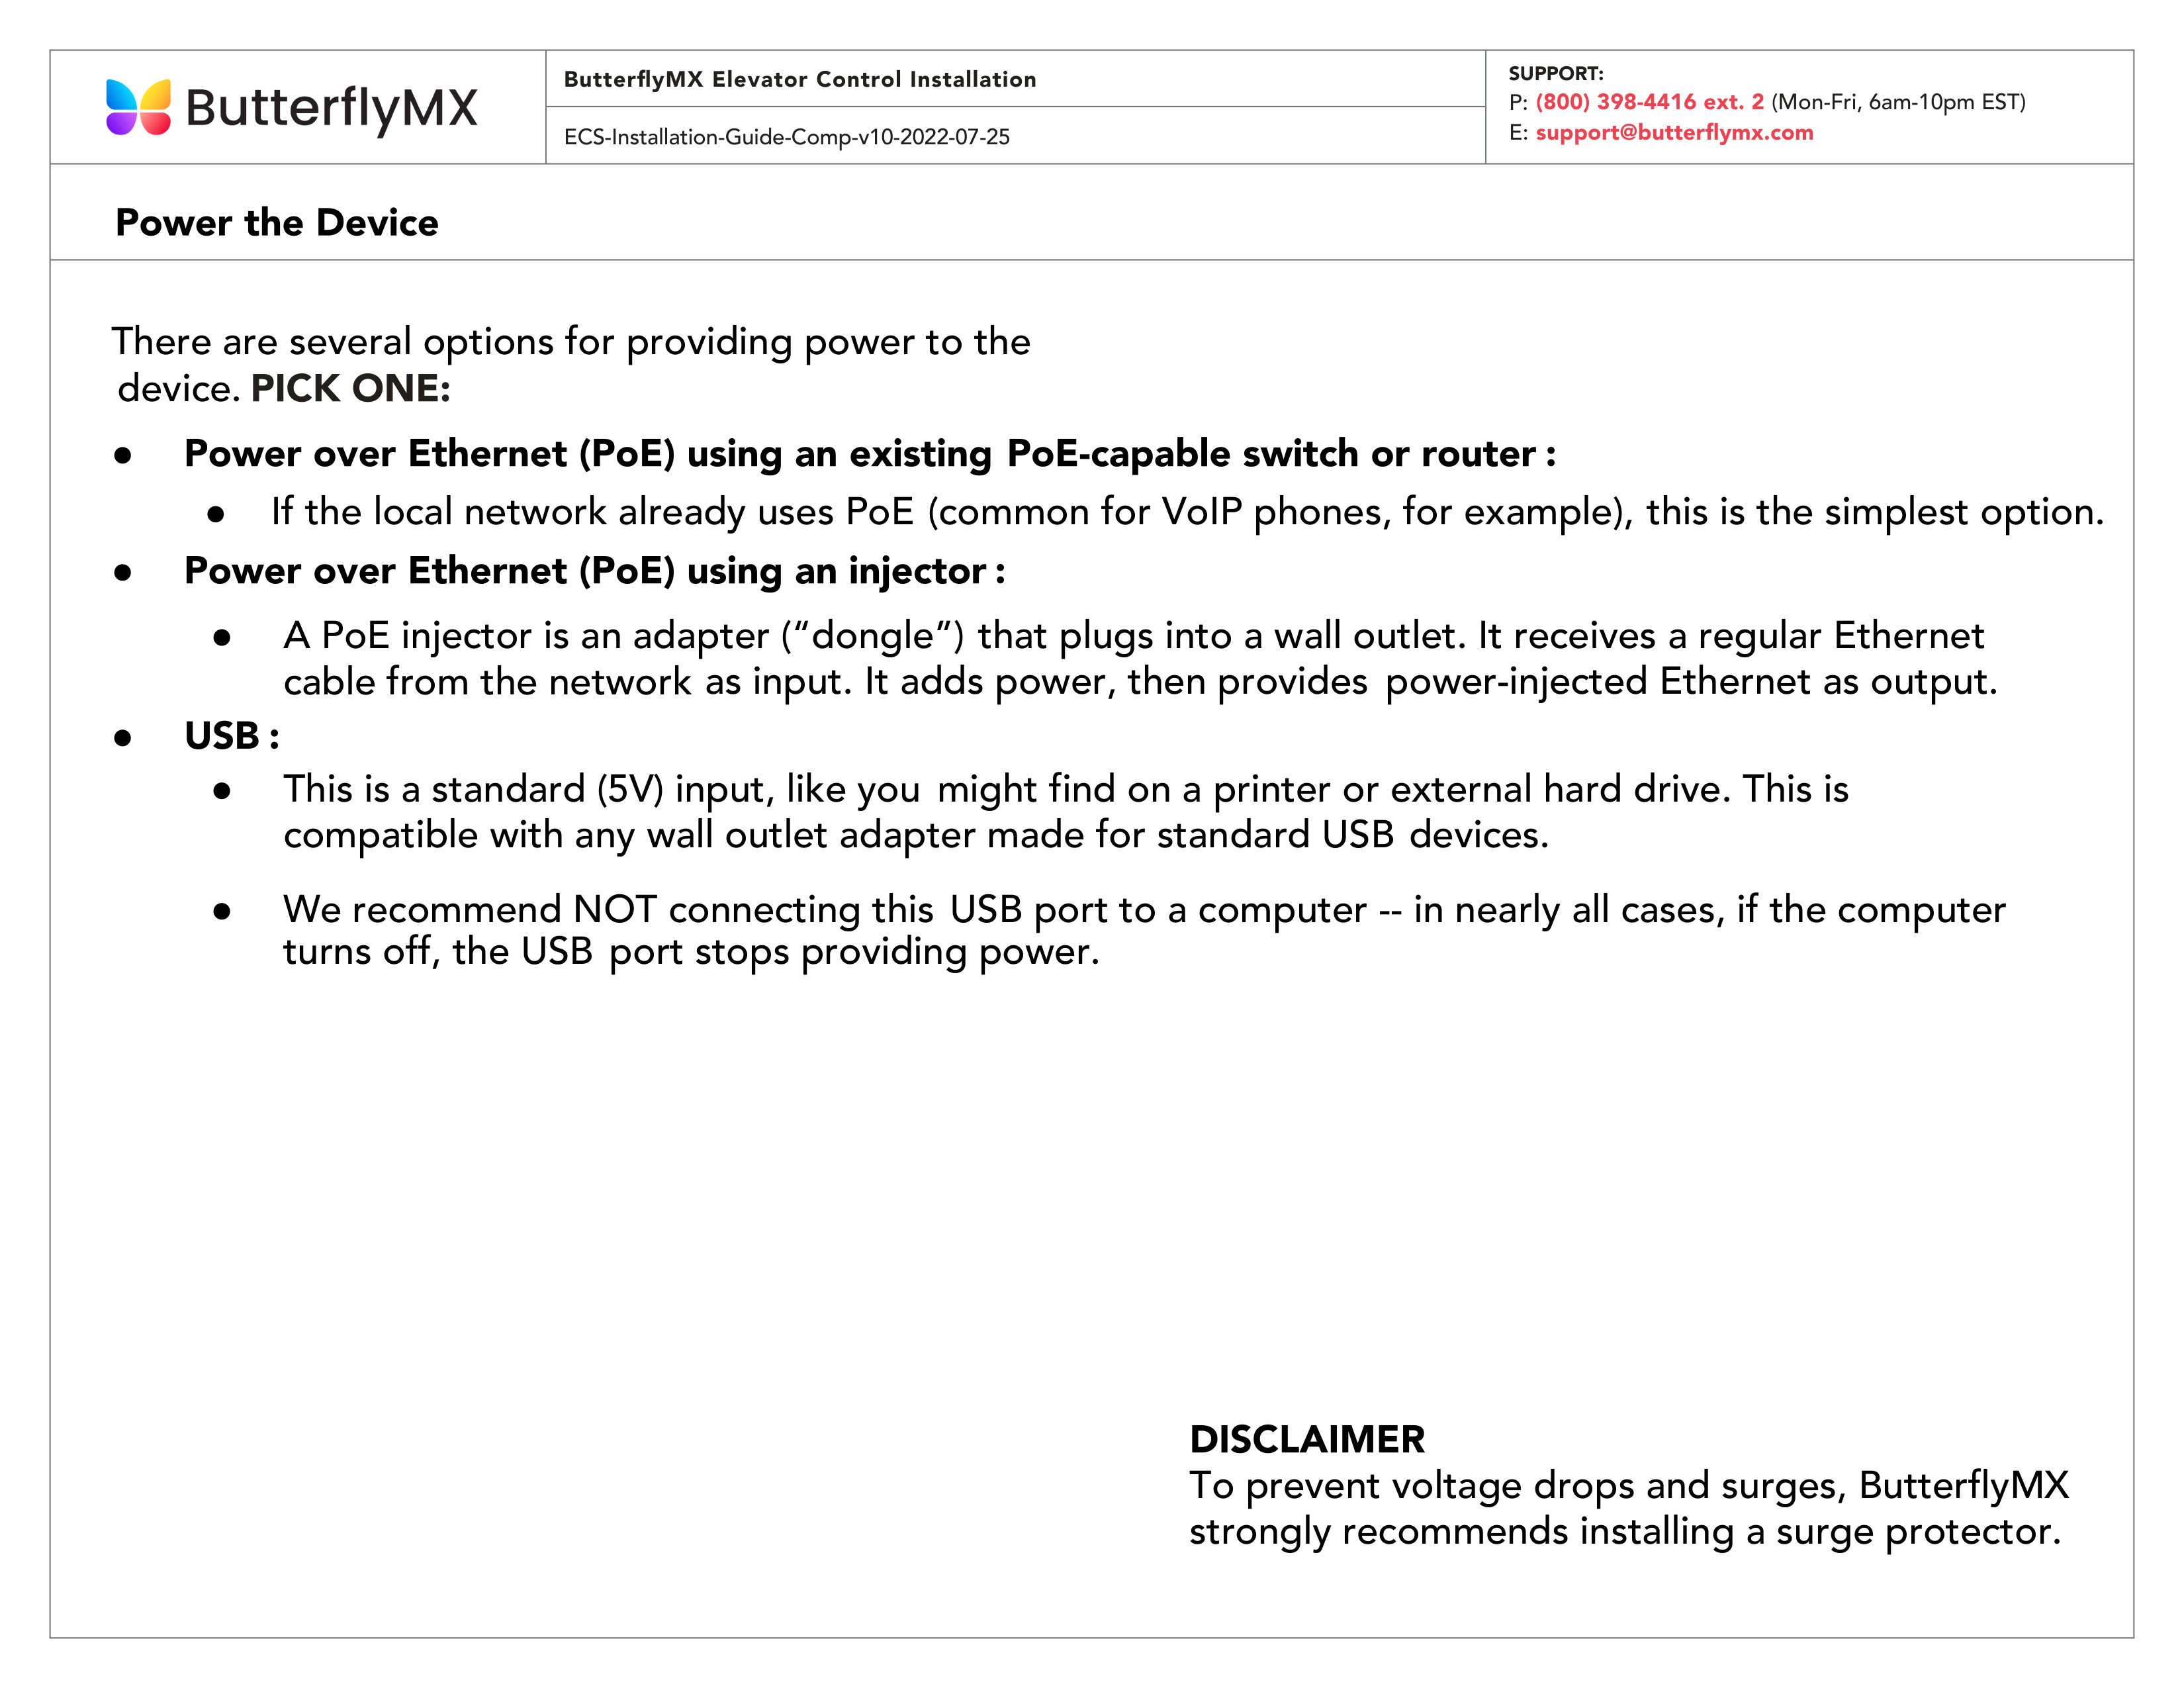 ButterflyMX
ButterflyMX Elevator Control Installation
ECS-Installation-Guide-Comp-v10-2022-07-25
SUPPORT:
P: (800) 398-4416 ext. 2 (Mon-Fri, 6am-10pm EST)
E: support@butterflymx.com
Power the Device
There are several options for providing power to the
device. PICK ONE:
● Power over Ethernet (PoE) using an existing PoE-capable switch or router :
● If the local network already uses PoE (common for VoIP phones, for example), this is the simplest option.
● Power over Ethernet (PoE) using an injector :
● A PoE injector is an adapter (“dongle”) that plugs into a wall outlet. It receives a regular Ethernet
cable from the network as input. It adds power, then provides power-injected Ethernet as output.
● USB :
● This is a standard (5V) input, like you might find on a printer or external hard drive. This is
compatible with any wall outlet adapter made for standard USB devices.
● We recommend NOT connecting this USB port to a computer -- in nearly all cases, if the computer
turns off, the USB port stops providing power.
DISCLAIMER
To prevent voltage drops and surges, ButterflyMX
strongly recommends installing a surge protector.